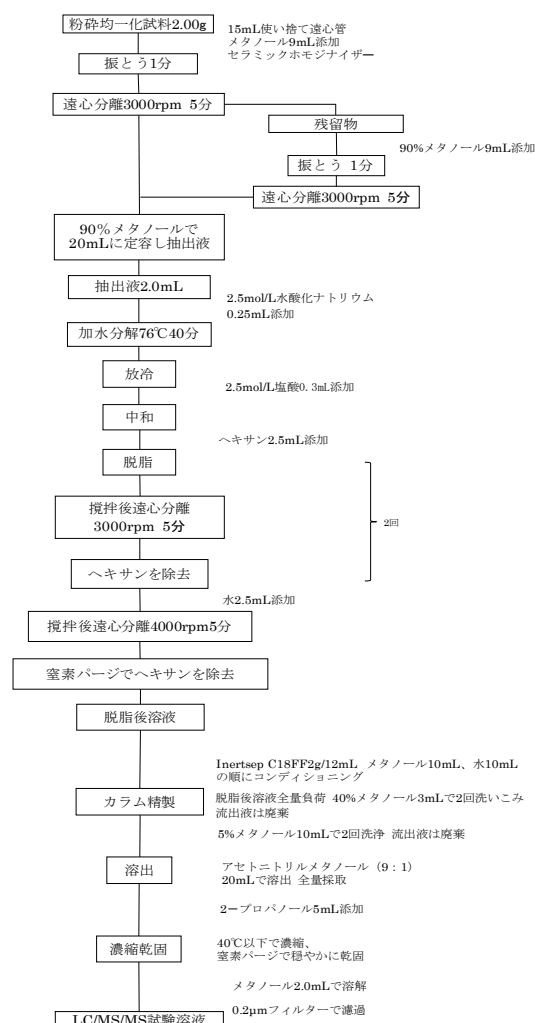 粉砕均一化試料2.00g
15mL使い捨て遠心管
メタノール9mL添加
セラミックホモジナイザー
振とう1分
遠心分離3000rpm 5分
残留物
90%メタノール9mL添加
振とう 1分
遠心分離3000rpm 5分
90%メタノールで
20mLに定容し抽出液
抽出液2.0mL
2.5mol/L水酸化ナトリウム
0.25mL添加
加水分解76℃40分
放冷
2.5mol/L塩酸0.3mL添加
中和
ヘキサン2.5mL添加
脱脂
攪拌後遠心分離
3000rpm 5分
2回
ヘキサンを除去
水2.5mL添加
攪拌後遠心分離4000rpm5分
窒素パージでヘキサンを除去
脱脂後溶液
Inertsep C18FF2g/12mL メタノール10mL、水10mL
の順にコンディショニング
カラム精製
脱脂後溶液全量負荷 40%メタノール3mLで2回洗いこみ
流出液は廃棄
5%メタノール10mLで2回洗浄 流出液は廃棄
溶出
アセトニトリルメタノール（9：1）
20mLで溶出 全量採取
2－プロパノール5mL添加
濃縮乾固
40℃以下で濃縮、
窒素パージで穏やかに乾固
メタノール2.0mLで溶解
0.2μmフィルターで濾過
LC/MS/MS試験溶液